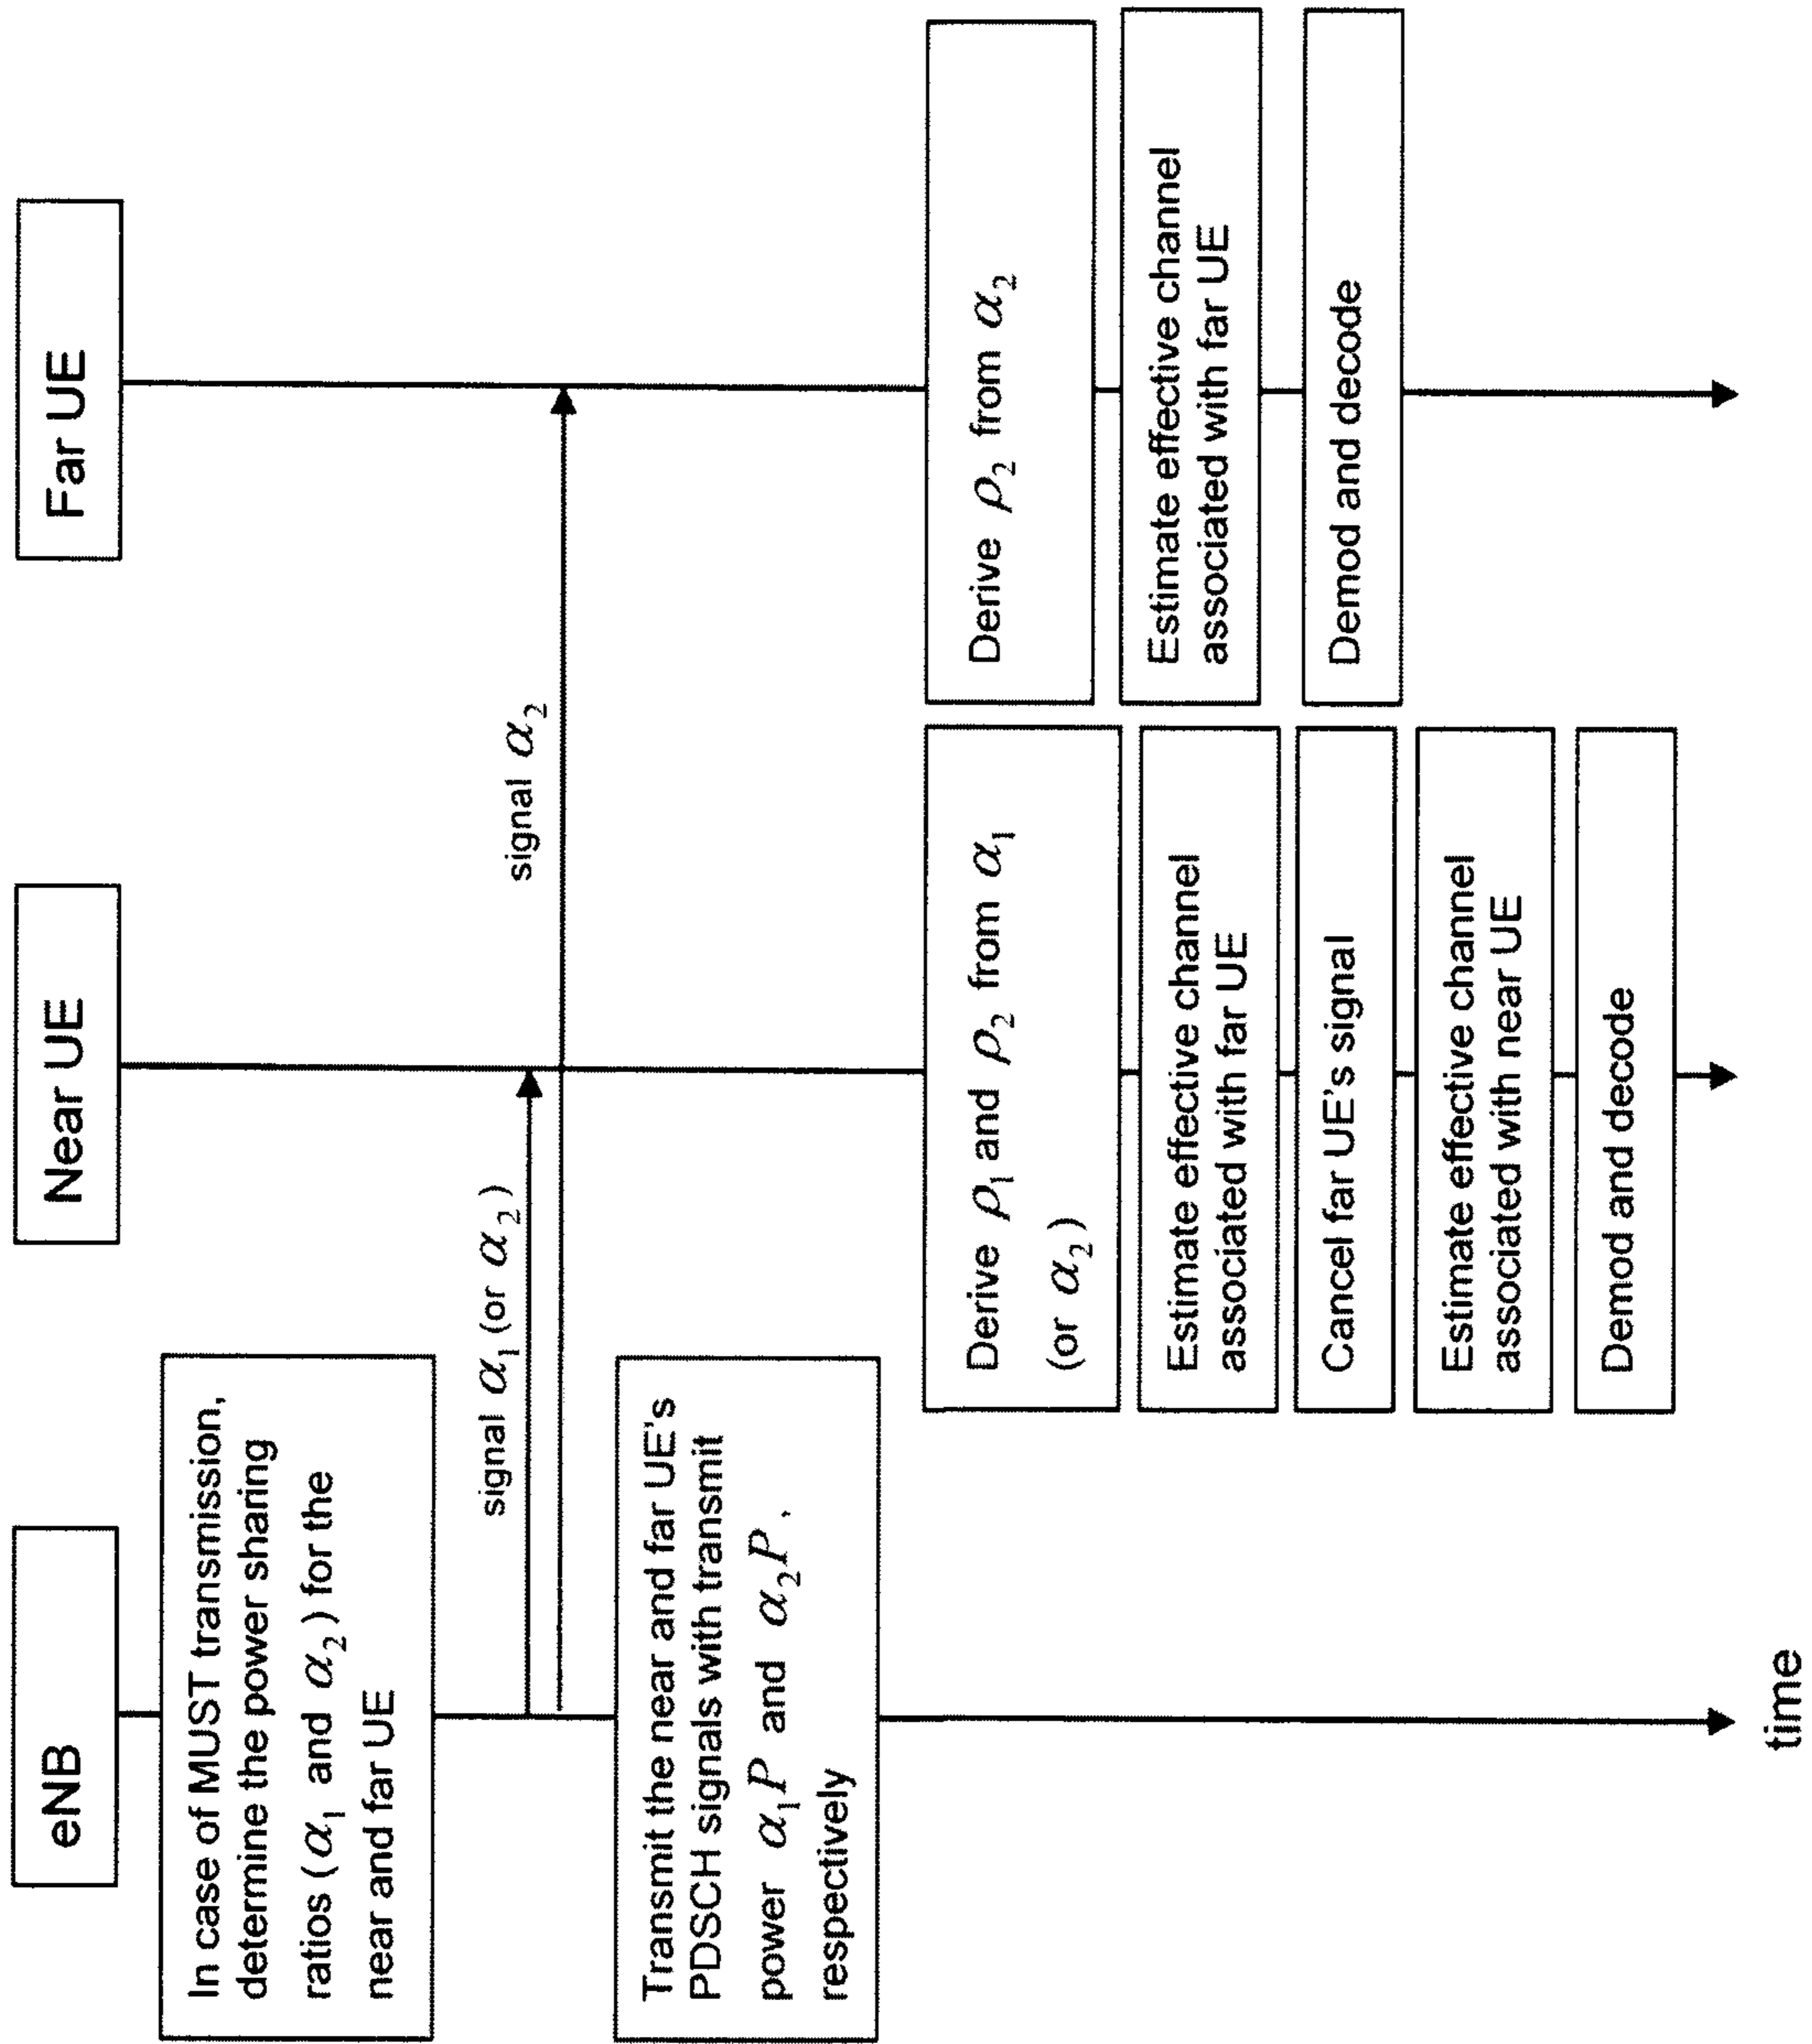 eNB
Near UE
Far UE
In case of MUST transmission,
determine the power sharing
ratios (α₁ and α₂) for the
near and far UE
signal α₁ (or α₂)
signal α₂
Transmit the near and far UE's
PDSCH signals with transmit
power α₁P and α₂P,
respectively
Derive ρ₁ and ρ₂ from α₁
(or α₂)
Estimate effective channel
associated with far UE
Cancel far UE's signal
Estimate effective channel
associated with near UE
Demod and decode
Derive ρ₂ from α₂
Estimate effective channel
associated with far UE
Demod and decode
time